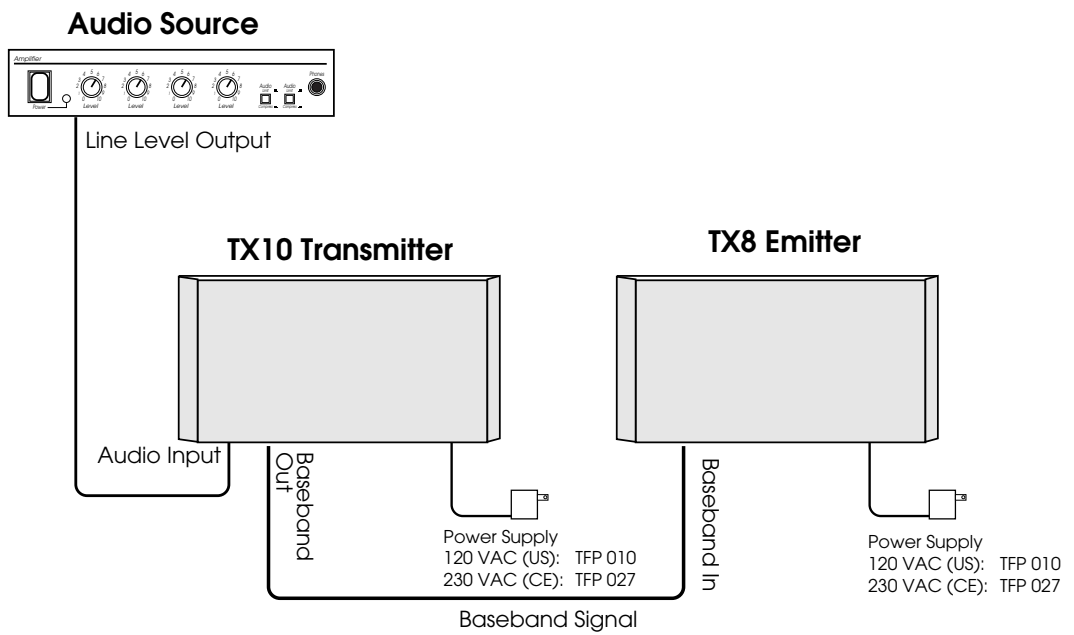 Audio Source
Amplifier
Power
Level
Level
Level
Level
Audio
Audio
Phones
Line Level Output
TX10 Transmitter
TX8 Emitter
Audio Input
Baseband
Out
Baseband In
Power Supply
120 VAC (US): TFP 010
230 VAC (CE): TFP 027
Power Supply
120 VAC (US): TFP 010
230 VAC (CE): TFP 027
Baseband Signal